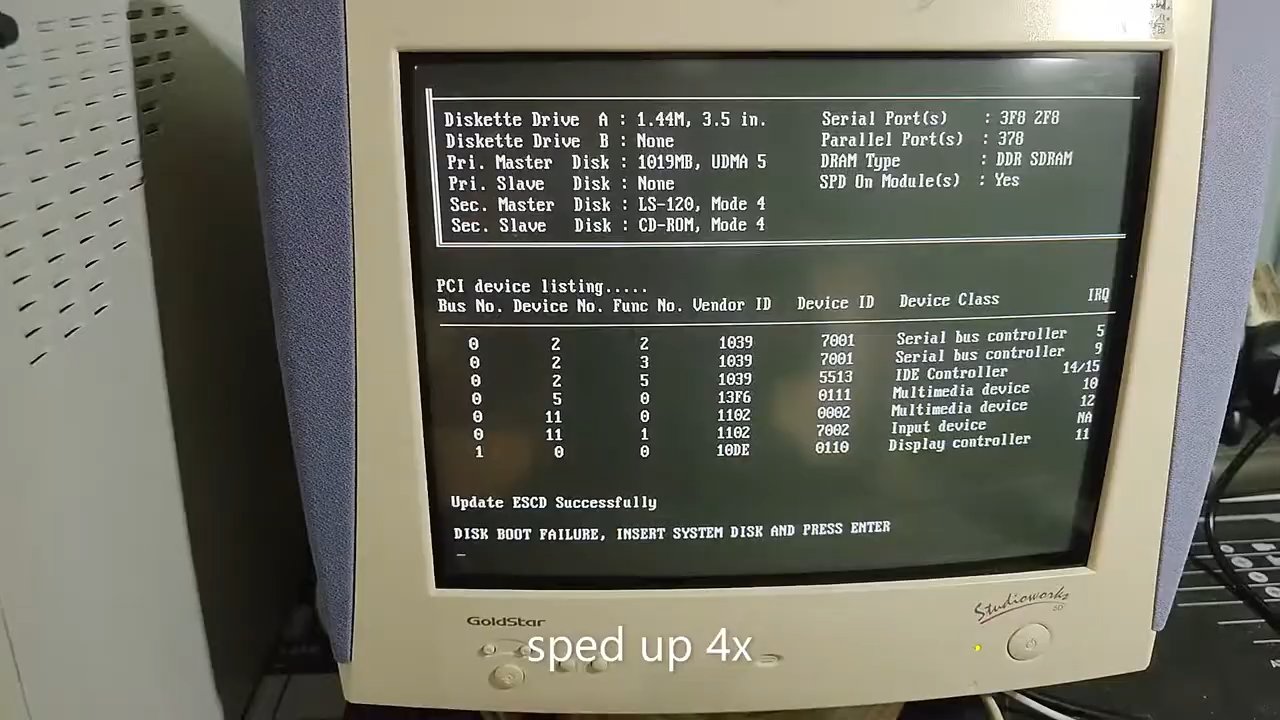 Diskette Drive A : 1.44M, 3.5 in. Serial Port(s) : 3F8 2F8
Diskette Drive B : None Parallel Port(s) : 378
Pri. Master Disk : 1019MB, UDMA 5 DRAM Type : DDR SDRAM
Pri. Slave Disk : None SPD On Module(s) : Yes
Sec. Master Disk : LS-120, Mode 4
Sec. Slave Disk : CD-ROM, Mode 4
PCI device listing.....
Bus No. Device No. Func No. Vendor ID Device ID Device Class IRQ
0 2 2 1039 7001 Serial bus controller 5
0 2 3 1039 7001 Serial bus controller 9
0 2 5 1039 5513 IDE Controller 14/15
0 5 0 13F6 0111 Multimedia device 10
0 11 0 1102 0002 Multimedia device 12
0 11 1 1102 7002 Input device NA
1 0 0 10DE 0110 Display controller 11
Update ESCD Successfully
DISK BOOT FAILURE, INSERT SYSTEM DISK AND PRESS ENTER
_
GoldStar
Studioworks
sped up 4x